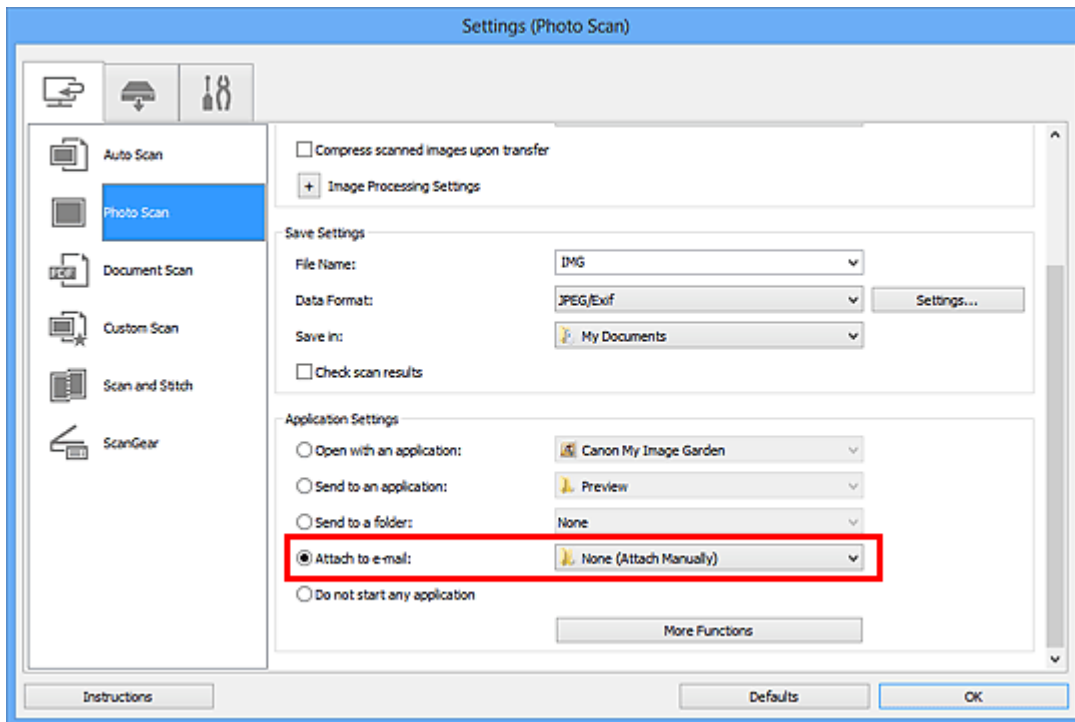 Settings (Photo Scan)
Auto Scan
Photo Scan
Document Scan
Custom Scan
Scan and Stitch
ScanGear
Compress scanned images upon transfer
+ Image Processing Settings
Save Settings
File Name: IMG
Data Format: JPEG/Exif Settings...
Save in: My Documents
Check scan results
Application Settings
Open with an application: Canon My Image Garden
Send to an application: Preview
Send to a folder: None
Attach to e-mail: None (Attach Manually)
Do not start any application
More Functions
Instructions Defaults OK